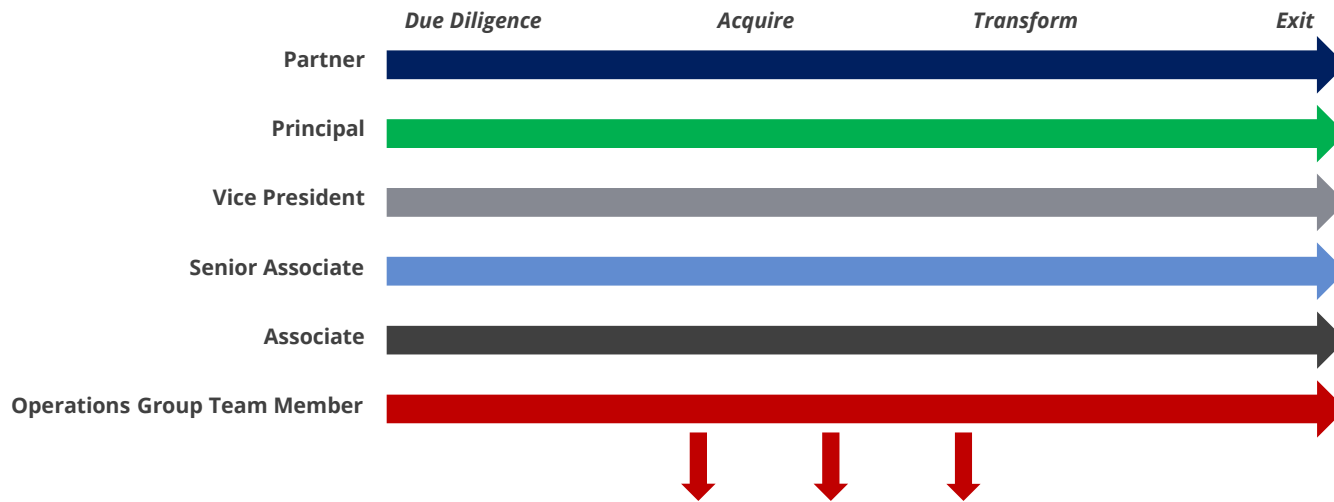 Due Diligence Acquire Transform Exit
Partner
Principal
Vice President
Senior Associate
Associate
Operations Group Team Member